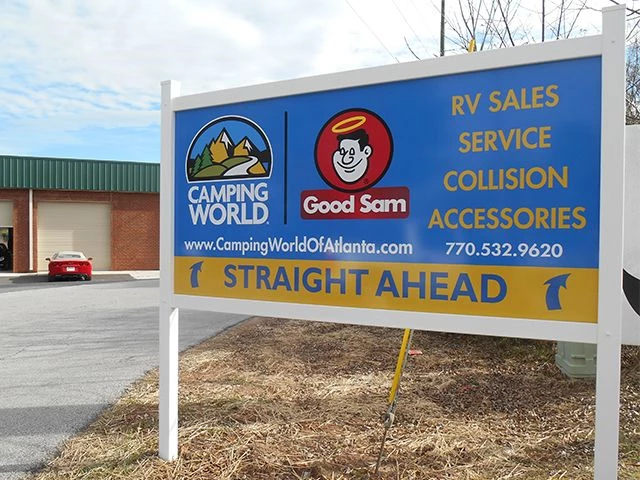 CAMPING
WORLD
Good Sam
RV SALES
SERVICE
COLLISION
ACCESSORIES
www.CampingWorldOfAtlanta.com
770.532.9620
STRAIGHT AHEAD